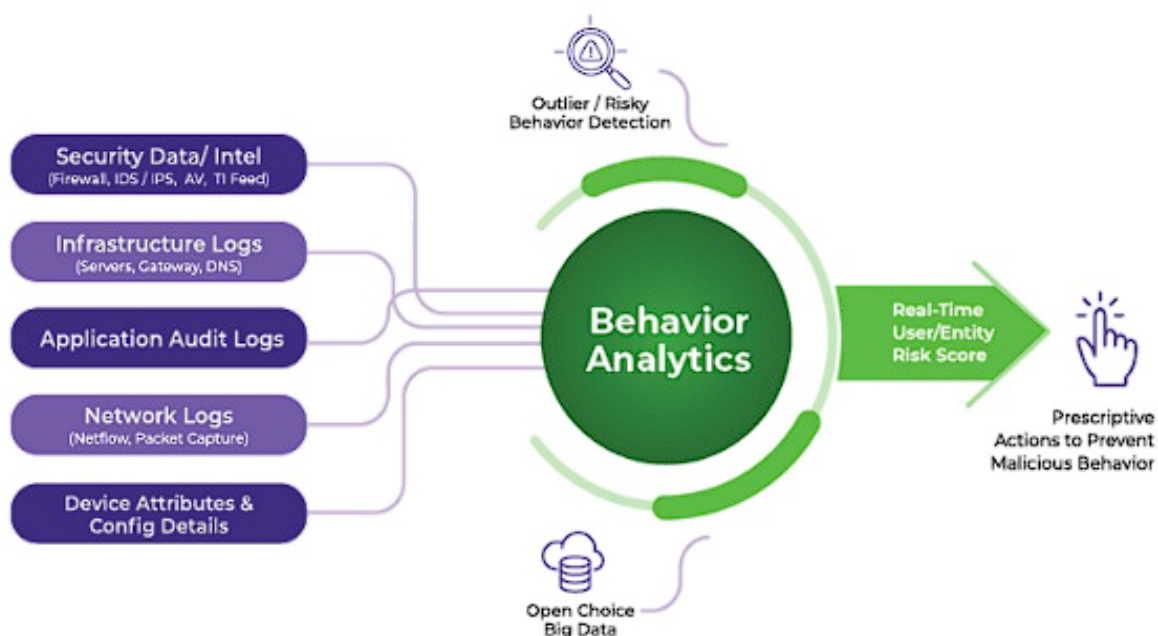 Outlier / Risky
Behavior Detection
Security Data/ Intel
(Firewall, IDS / IPS, AV, TI Feed)
Infrastructure Logs
(Servers, Gateway, DNS)
Application Audit Logs
Network Logs
(Netflow, Packet Capture)
Device Attributes &
Config Details
Behavior
Analytics
Real-Time
User/Entity
Risk Score
Prescriptive
Actions to Prevent
Malicious Behavior
Open Choice
Big Data